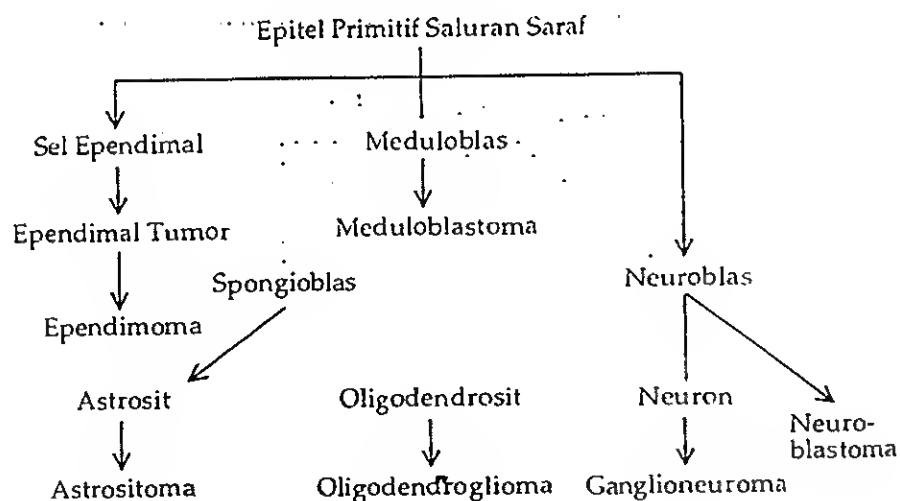 Epitel Primitif Saluran Saraf
Sel Ependimal
Meduloblas
Ependimal Tumor
Meduloblastoma
Spongioblas
Neuroblas
Ependimoma
Astrosit
Oligodendrosit
Neuron
Neuro-
blastoma
Astrositoma
Oligodendroglioma
Ganglioneuroma